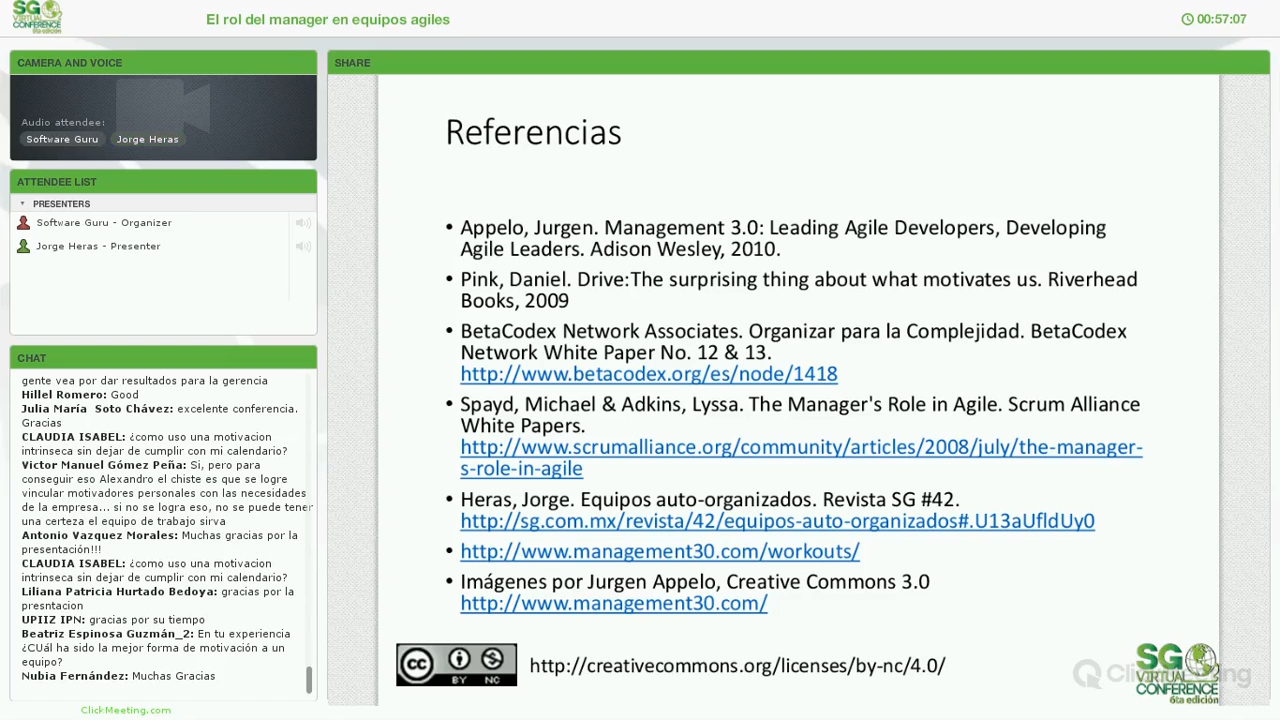 SG
VIRTUAL
CONFERENCE
6ta edición
El rol del manager en equipos agiles
00:57:07
CAMERA AND VOICE
Audio attendee:
Software Guru
Jorge Heras
ATTENDEE LIST
PRESENTERS
Software Guru - Organizer
Jorge Heras - Presenter
CHAT
gente vea por dar resultados para la gerencia
Hillel Romero: Good
Julia María Soto Chávez: excelente conferencia.
Gracias
CLAUDIA ISABEL: ¿como uso una motivacion
intrinseca sin dejar de cumplir con mi calendario?
Victor Manuel Gómez Peña: Si, pero para
conseguir eso Alexandro el chiste es que se logre
vincular motivadores personales con las necesidades
de la empresa... si no se logra eso, no se puede tener
una certeza el equipo de trabajo sirva
Antonio Vazquez Morales: Muchas gracias por la
presentación!!!
CLAUDIA ISABEL: ¿como uso una motivacion
intrinseca sin dejar de cumplir con mi calendario?
Liliana Patricia Hurtado Bedoya: gracias por la
presntacion
UPIIZ IPN: gracias por su tiempo
Beatriz Espinosa Guzmán_2: En tu experiencia
¿CUál ha sido la mejor forma de motivación a un
equipo?
Nubia Fernández: Muchas Gracias
ClickMeeting.com
SHARE
Referencias
• Appelo, Jurgen. Management 3.0: Leading Agile Developers, Developing
Agile Leaders. Adison Wesley, 2010.
• Pink, Daniel. Drive:The surprising thing about what motivates us. Riverhead
Books, 2009
• BetaCodex Network Associates. Organizar para la Complejidad. BetaCodex
Network White Paper No. 12 & 13.
http://www.betacodex.org/es/node/1418
• Spayd, Michael & Adkins, Lyssa. The Manager's Role in Agile. Scrum Alliance
White Papers.
http://www.scrumalliance.org/community/articles/2008/july/the-manager-
s-role-in-agile
• Heras, Jorge. Equipos auto-organizados. Revista SG #42.
http://sg.com.mx/revista/42/equipos-auto-organizados#.U13aUfldUy0
• http://www.management30.com/workouts/
• Imágenes por Jurgen Appelo, Creative Commons 3.0
http://www.management30.com/
cc BY NC
http://creativecommons.org/licenses/by-nc/4.0/
SG
VIRTUAL
CONFERENCE
6ta edición